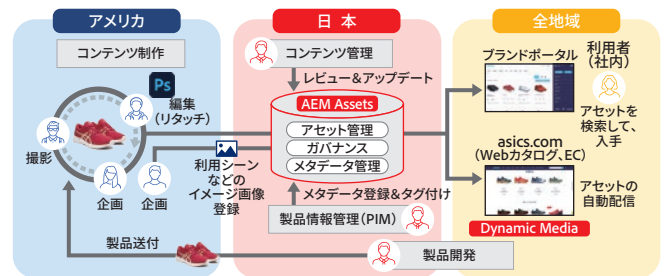 アメリカ
コンテンツ制作
Ps
編集
(リタッチ)
撮影
企画
企画
利用シーン
などの
イメージ画像
登録
製品送付
日 本
コンテンツ管理
レビュー&アップデート
AEM Assets
アセット管理
ガバナンス
メタデータ管理
メタデータ登録&タグ付け
製品情報管理(PIM)
製品開発
全地域
ブランドポータル
利用者
(社内)
アセットを
検索して、
入手
asics.com
(Webカタログ、EC)
アセットの
自動配信
Dynamic Media